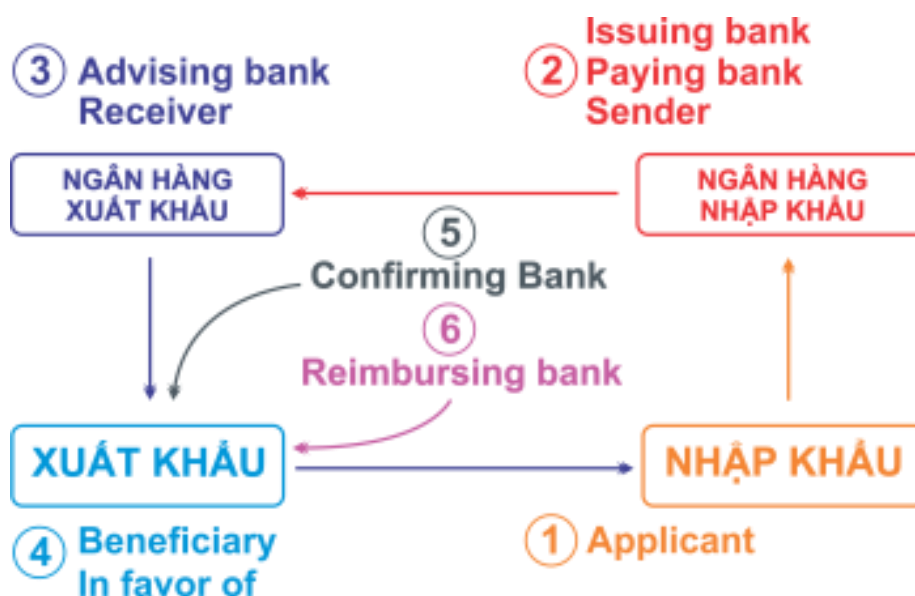 Issuing bank
③ Advising bank
② Paying bank
Receiver
Sender
NGÂN HÀNG
XUẤT KHẨU
NGÂN HÀNG
NHẬP KHẨU
⑤
Confirming Bank
⑥
Reimbursing bank
XUẤT KHẨU
NHẬP KHẨU
④ Beneficiary
In favor of
① Applicant